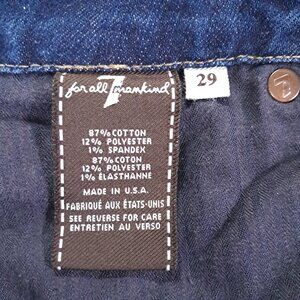 for all 7 mankind
29
87% COTTON
12% POLYESTER
1% SPANDEX
87% COTON
12% POLYESTER
1% ÉLASTHANNE
MADE IN U.S.A.
FABRIQUÉ AUX ÉTATS-UNIS
SEE REVERSE FOR CARE
ENTRETIEN AU VERSO